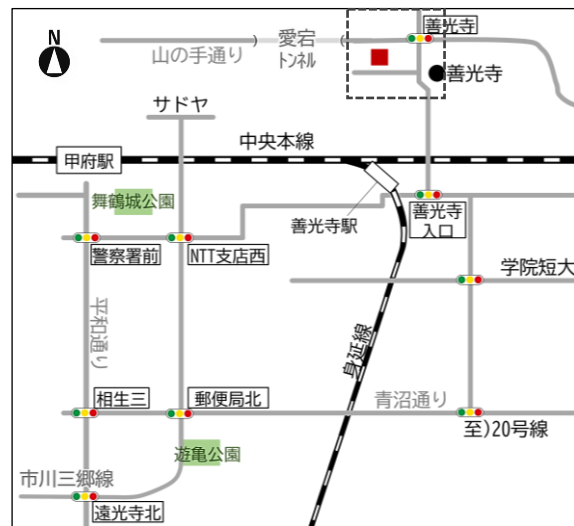 N
善光寺
愛宕
トンネル
山の手通り
善光寺
サドヤ
中央本線
甲府駅
舞鶴城公園
善光寺駅
善光寺
入口
警察署前
NTT支店西
学院短大
平和通り
身延線
相生三
郵便局北
青沼通り
至)20号線
遊亀公園
市川三郷線
遠光寺北